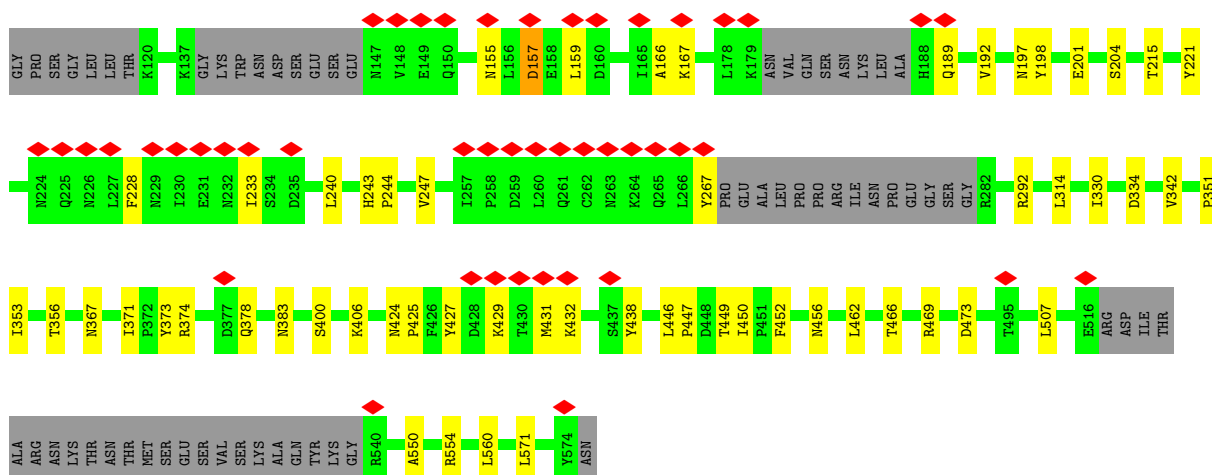 GLY PRO SER GLY LEU LEU THR K120 K137 GLY LYS TRP ASN ASP SER GLU SER GLU N147 V148 E149 Q150 N155 L156 D157 E158 L159 D160 I165 A166 K167 L178 K179 ASN VAL GLN SER ASN LYS LEU ALA H188 Q189 V192 N197 Y198 E201 S204 T215 Y221
N224 Q225 N226 L227 F228 N229 I230 E231 N232 I233 S234 D235 L240 H243 P244 V247 I257 P258 D259 L260 Q261 C262 N263 K264 Q265 L266 Y267 PRO GLU ALA LEU PRO PRO ARG ILE ASN PRO GLU GLY SER GLY R282 R292 L314 I330 D334 V342 P351
I353 T356 N367 I371 P372 Y373 R374 D377 Q378 N383 S400 K406 N424 P425 F426 Y427 D428 K429 T430 M431 K432 S437 Y438 L446 P447 D448 T449 I450 P451 F452 N456 L462 T466 R469 D473 T495 L507 E516 ARG ASP ILE THR
ALA ARG ASN LYS THR ASN THR MET SER GLU SER VAL SER LYS ALA GLN TYR LYS GLY R540 A550 R554 L560 L571 Y574 ASN